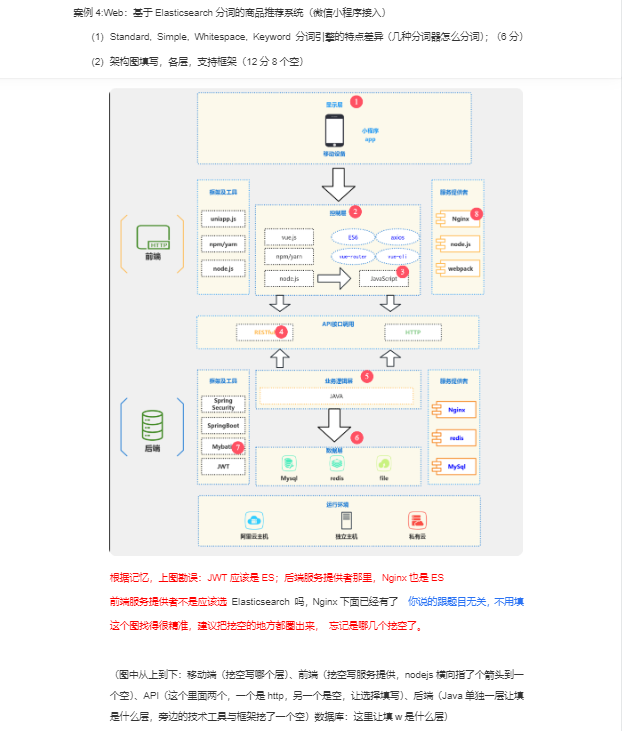 案例 4:Web：基于 Elasticsearch 分词的商品推荐系统（微信小程序接入）
（1） Standard, Simple, Whitespace, Keyword 分词引擎的特点差异（几种分词器怎么分词）；（6 分）
（2） 架构图填写，各层，支持框架（12 分 8 个空）
显示层 1
小程序
app
移动设备
框架及工具
控制层 2
服务提供者
uniapp.js
vue.js
ES6
axios
Nginx 8
npm/yarn
npm/yarn
vue-router
vue-cli
node.js
node.js
node.js
JavaScript 3
webpack
HTTP
前端
API接口调用
RESTful 4
HTTP
框架及工具
业务逻辑层 5
服务提供者
Spring
Security
JAVA
Nginx
SpringBoot
redis
Mybatis 7
数据层 6
JWT
Mysql
redis
file
MySql
后端
运行环境
阿里云主机
独立主机
私有云
根据记忆，上图勘误：JWT 应该是 ES；后端服务提供者那里，Nginx 也是 ES
前端服务提供者不是应该选 Elasticsearch 吗，Nginx 下面已经有了 你说的跟题目无关，不用填
这个图找得很精准，建议把挖空的地方都圈出来， 忘记是哪几个挖空了。
（图中从上到下：移动端（挖空写哪个层）、前端（挖空写服务提供，nodejs 横向指了个箭头到一
个空）、API（这个里面两个，一个是 http，另一个是空，让选择填写）、后端（Java 单独一层让填
是什么层，旁边的技术工具与框架挖了一个空）数据库：这里让填 w 是什么层）